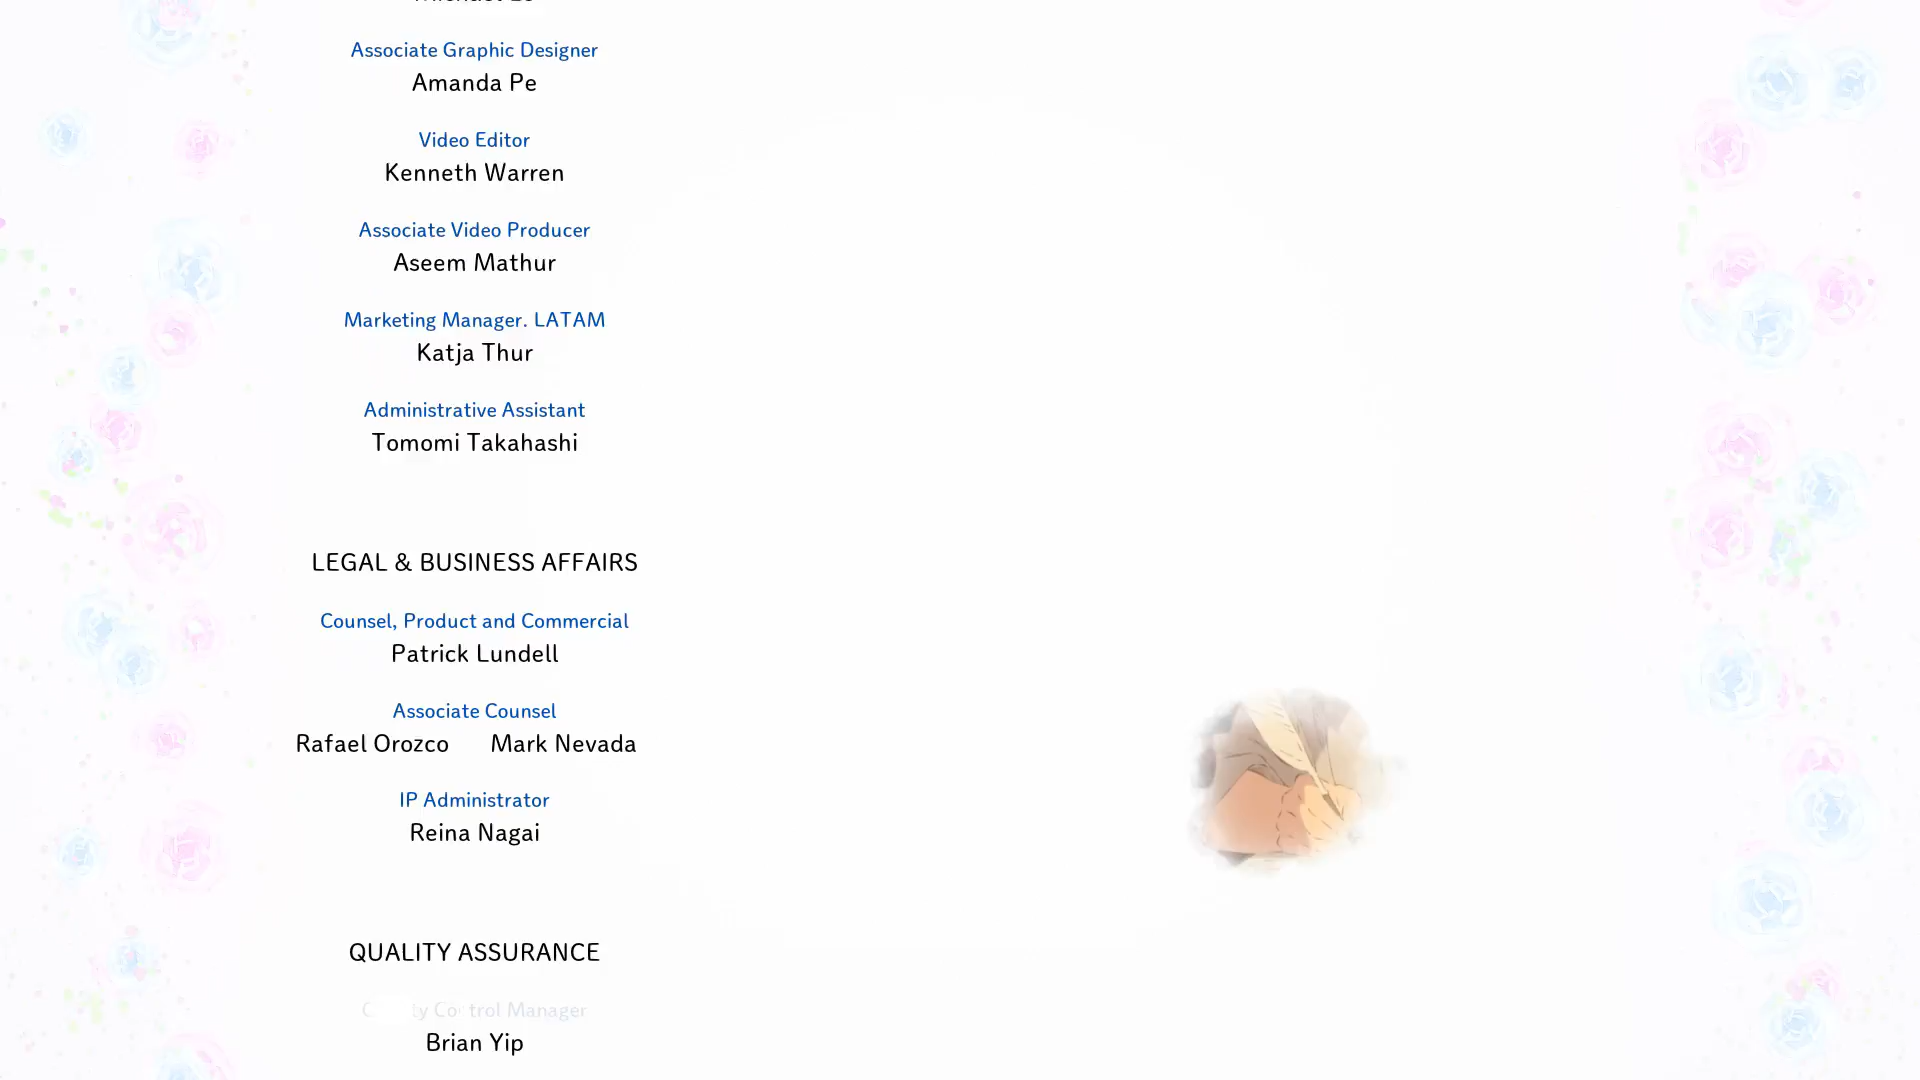 Associate Graphic Designer
Amanda Pe
Video Editor
Kenneth Warren
Associate Video Producer
Aseem Mathur
Marketing Manager. LATAM
Katja Thur
Administrative Assistant
Tomomi Takahashi
LEGAL & BUSINESS AFFAIRS
Counsel, Product and Commercial
Patrick Lundell
Associate Counsel
Rafael Orozco Mark Nevada
IP Administrator
Reina Nagai
QUALITY ASSURANCE
Manager
Brian Yip